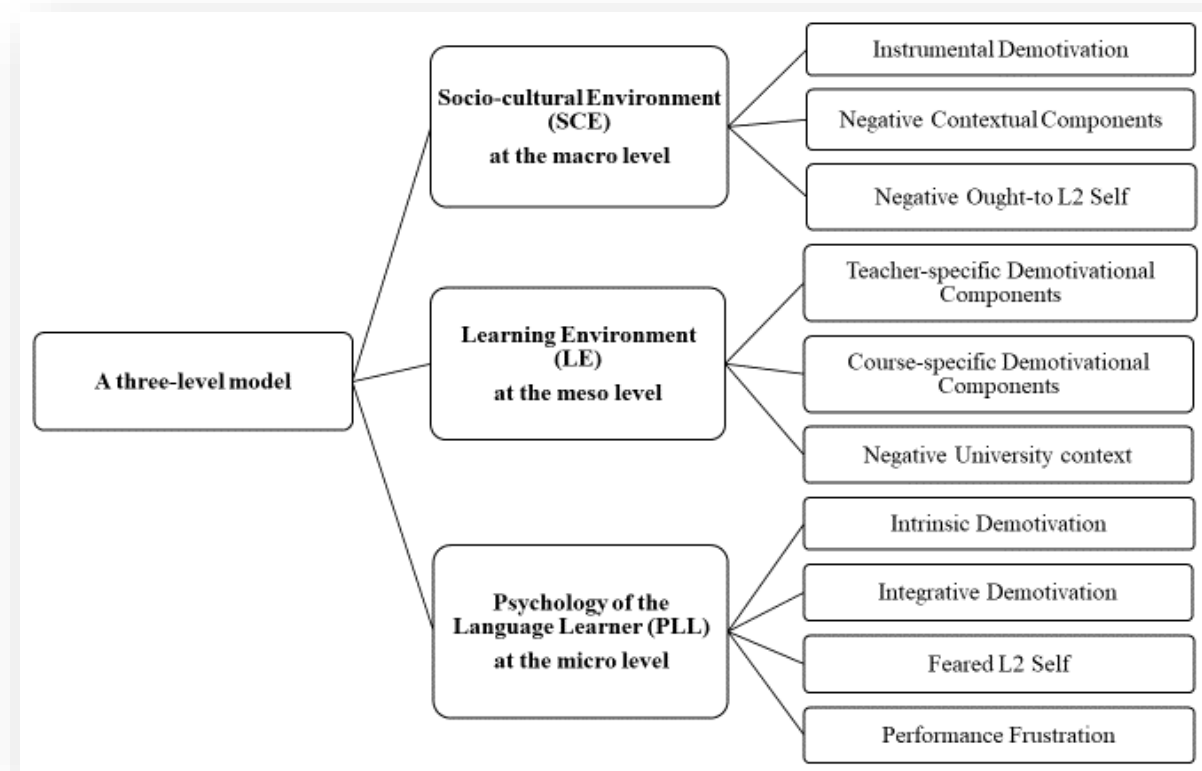 A three-level model
Socio-cultural Environment
(SCE)
at the macro level
Instrumental Demotivation
Negative Contextual Components
Negative Ought-to L2 Self
Learning Environment
(LE)
at the meso level
Teacher-specific Demotivational
Components
Course-specific Demotivational
Components
Negative University context
Psychology of the
Language Learner (PLL)
at the micro level
Intrinsic Demotivation
Integrative Demotivation
Feared L2 Self
Performance Frustration